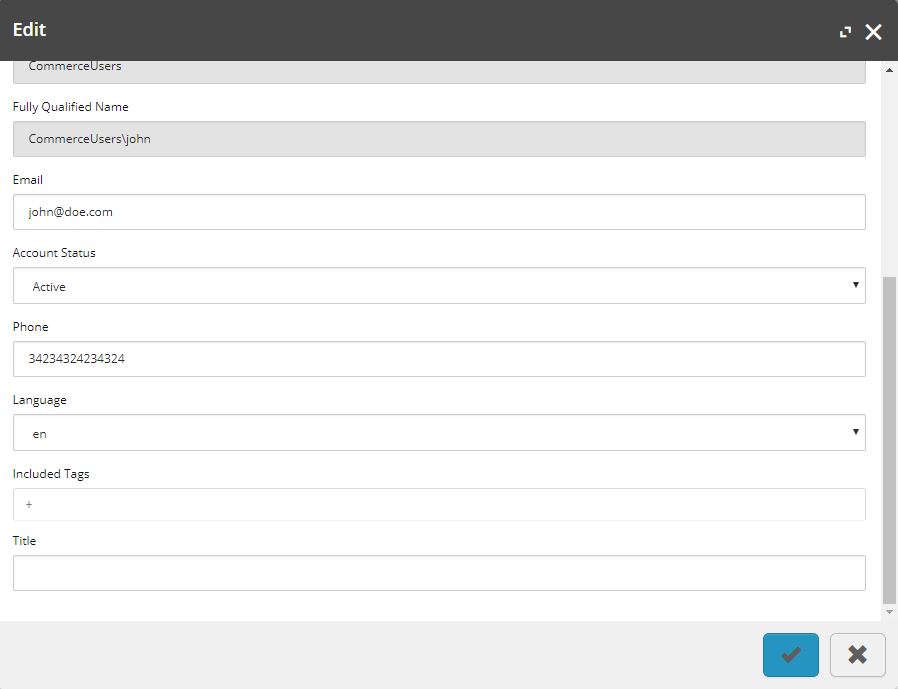 Edit
CommerceUsers
Fully Qualified Name
CommerceUsers\john
Email
john@doe.com
Account Status
Active
Phone
34234324234324
Language
en
Included Tags
+
Title